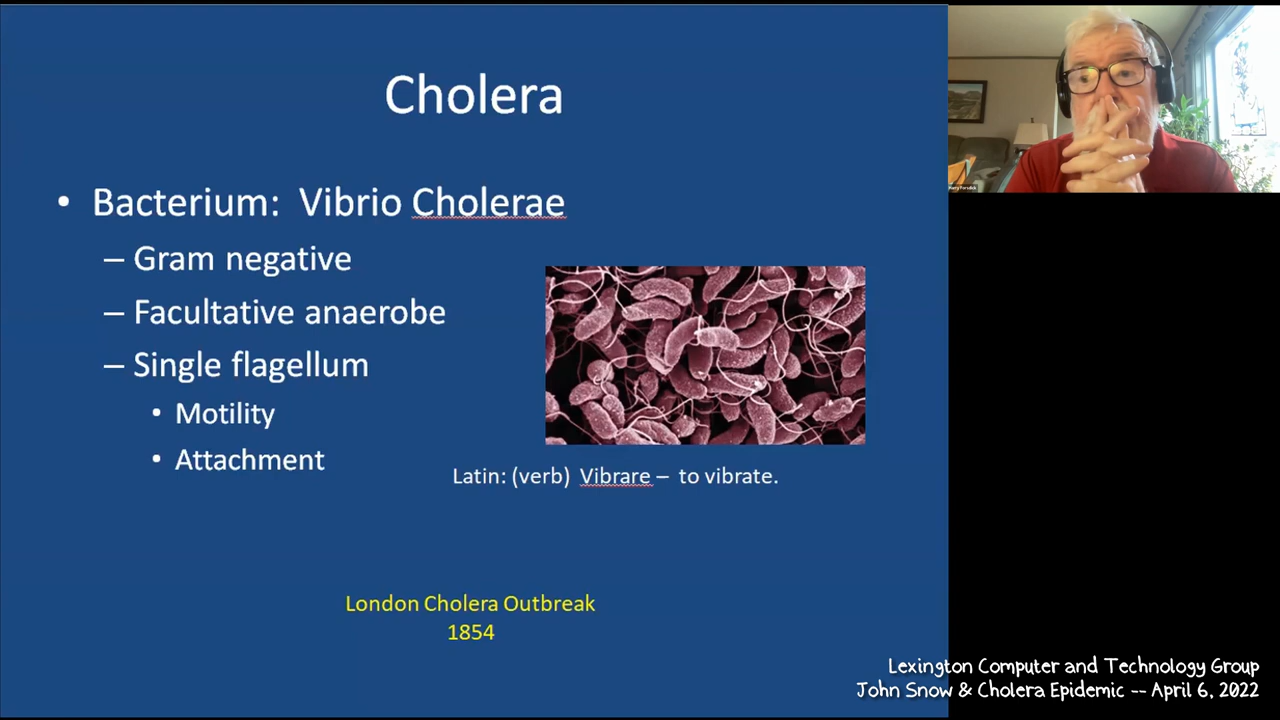 Cholera
• Bacterium: Vibrio Cholerae
– Gram negative
– Facultative anaerobe
– Single flagellum
• Motility
• Attachment
Latin: (verb) Vibrare – to vibrate.
London Cholera Outbreak
1854
Lexington Computer and Technology Group
John Snow & Cholera Epidemic -- April 6, 2022